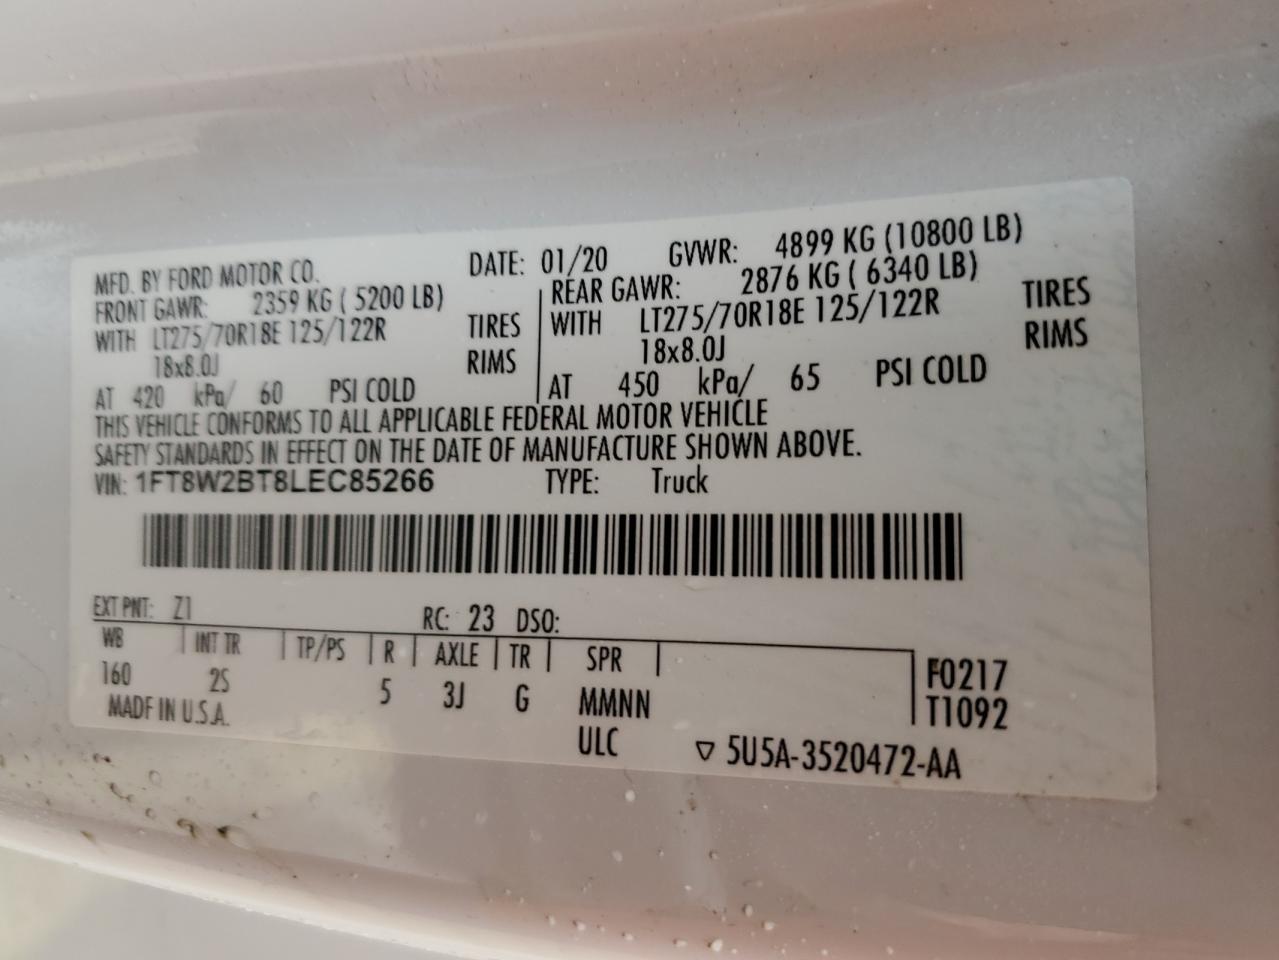 MFD. BY FORD MOTOR CO. DATE: 01/20 GVWR: 4899 KG (10800 LB)
FRONT GAWR: 2359 KG ( 5200 LB) REAR GAWR: 2876 KG ( 6340 LB)
WITH LT275/70R18E 125/122R TIRES WITH LT275/70R18E 125/122R TIRES
18x8.0J RIMS 18x8.0J RIMS
AT 420 kPa/ 60 PSI COLD AT 450 kPa/ 65 PSI COLD
THIS VEHICLE CONFORMS TO ALL APPLICABLE FEDERAL MOTOR VEHICLE
SAFETY STANDARDS IN EFFECT ON THE DATE OF MANUFACTURE SHOWN ABOVE.
VIN: 1FT8W2BT8LEC85266 TYPE: Truck
EXT PNT: Z1 RC: 23 DSO:
WB INT TR TP/PS R AXLE TR SPR F0217
160 2S 5 3J G MMNN T1092
MADE IN U.S.A. ULC ▽ 5U5A-3520472-AA